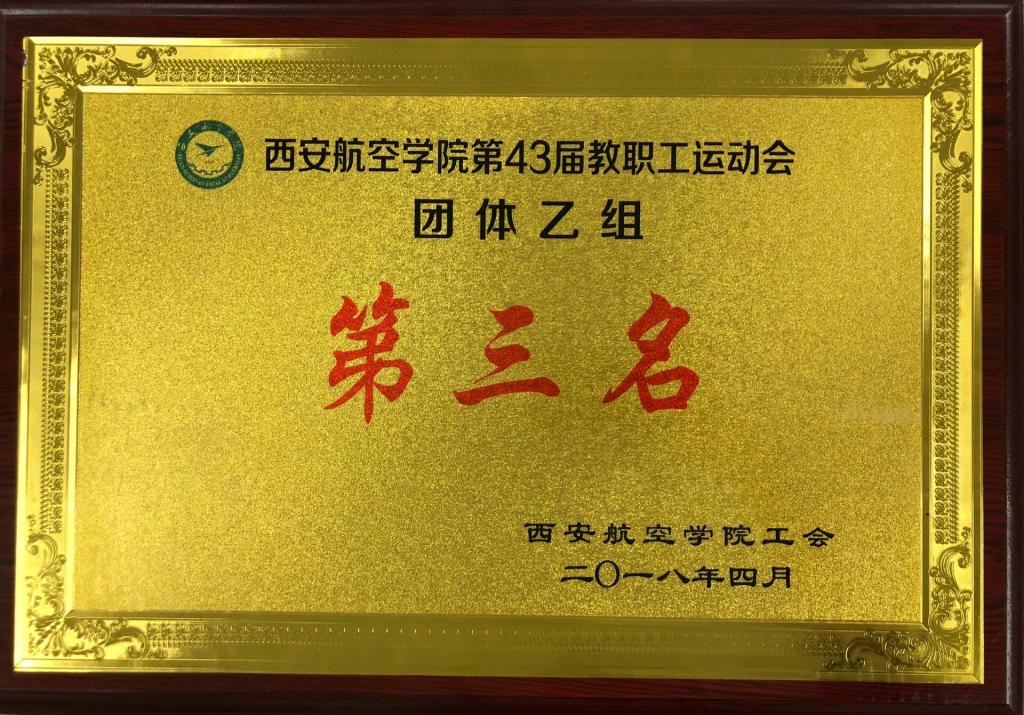 西安航空学院第43届教职工运动会
团体乙组
第三名
西安航空学院工会
二〇一八年四月